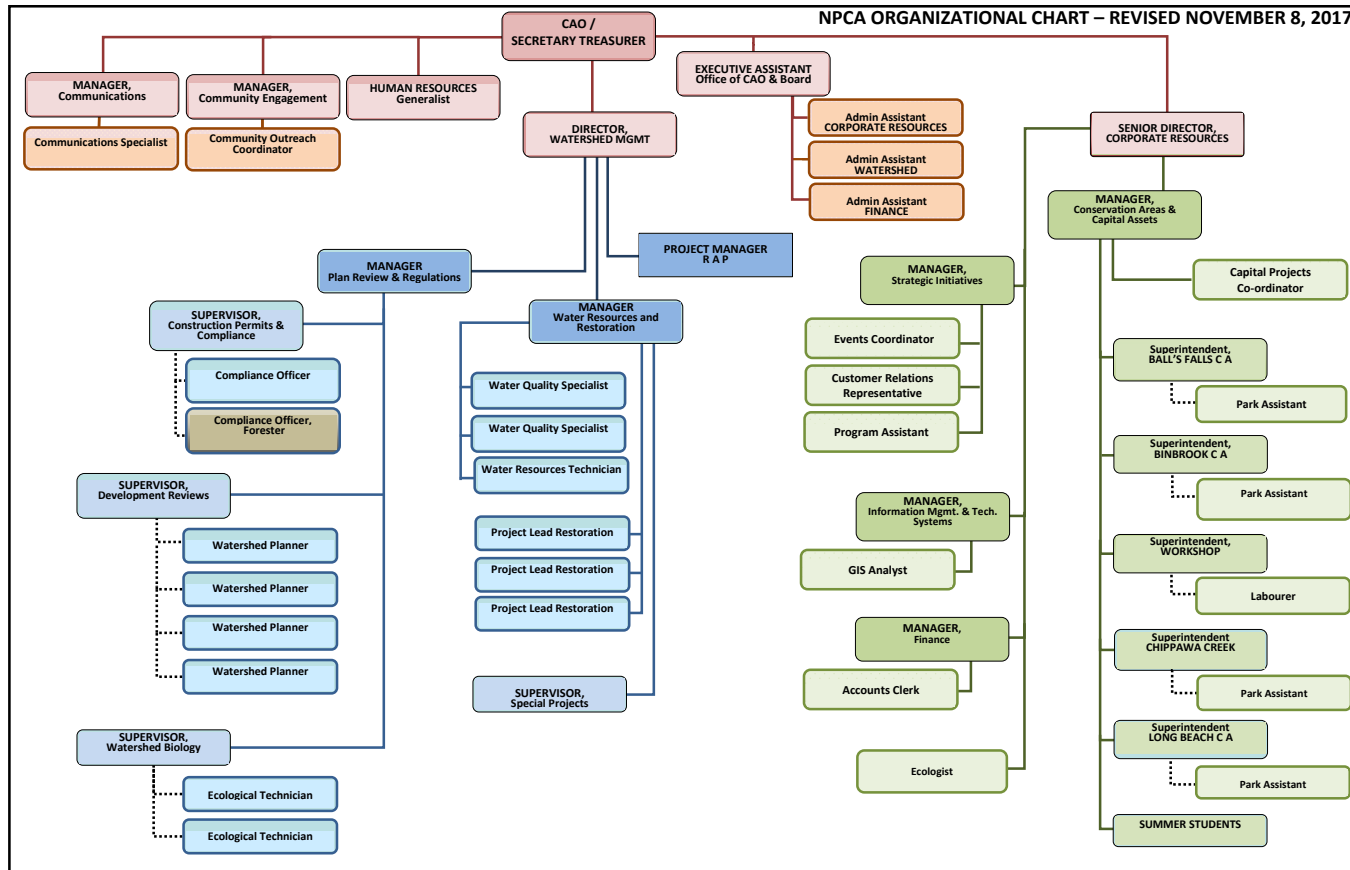 NPCA ORGANIZATIONAL CHART – REVISED NOVEMBER 8, 2017
CAO /
SECRETARY TREASURER
MANAGER,
Communications
Communications Specialist
MANAGER,
Community Engagement
Community Outreach
Coordinator
HUMAN RESOURCES
Generalist
DIRECTOR,
WATERSHED MGMT
EXECUTIVE ASSISTANT
Office of CAO & Board
Admin Assistant
CORPORATE RESOURCES
Admin Assistant
WATERSHED
Admin Assistant
FINANCE
SENIOR DIRECTOR,
CORPORATE RESOURCES
PROJECT MANAGER
R A P
MANAGER
Plan Review & Regulations
SUPERVISOR,
Construction Permits &
Compliance
Compliance Officer
Compliance Officer,
Forester
SUPERVISOR,
Development Reviews
Watershed Planner
Watershed Planner
Watershed Planner
Watershed Planner
SUPERVISOR,
Watershed Biology
Ecological Technician
Ecological Technician
MANAGER
Water Resources and
Restoration
Water Quality Specialist
Water Quality Specialist
Water Resources Technician
Project Lead Restoration
Project Lead Restoration
Project Lead Restoration
SUPERVISOR,
Special Projects
MANAGER,
Strategic Initiatives
Events Coordinator
Customer Relations
Representative
Program Assistant
MANAGER,
Information Mgmt. & Tech.
Systems
GIS Analyst
MANAGER,
Finance
Accounts Clerk
Ecologist
MANAGER,
Conservation Areas &
Capital Assets
Capital Projects
Co-ordinator
Superintendent,
BALL'S FALLS C A
Park Assistant
Superintendent,
BINBROOK C A
Park Assistant
Superintendent,
WORKSHOP
Labourer
Superintendent
CHIPPAWA CREEK
Park Assistant
Superintendent
LONG BEACH C A
Park Assistant
SUMMER STUDENTS